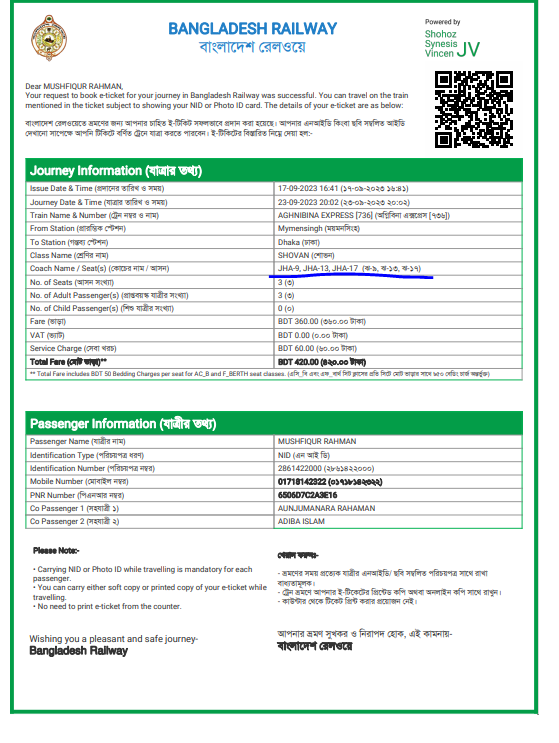 BANGLADESH RAILWAY
বাংলাদেশ রেলওয়ে
Powered by
Shohoz
Synesis
Vincen JV
Dear MUSHFIQUR RAHMAN,
Your request to book e-ticket for your journey in Bangladesh Railway was successful. You can travel on the train
mentioned in the ticket subject to showing your NID or Photo ID card. The details of your e-ticket are as below:
বাংলাদেশ রেলওয়েতে ভ্রমণের জন্য আপনার চাহিত ই-টিকিট সফলভাবে প্রদান করা হয়েছে। আপনার এনআইডি কিংবা ছবি সম্বলিত আইডি
দেখানো সাপেক্ষে আপনি টিকিটে বর্ণিত ট্রেনে যাত্রা করতে পারবেন। ই-টিকিটের বিস্তারিত নিম্নে দেয়া হল:-
Journey Information (যাত্রার তথ্য)
Issue Date & Time (প্রদানের তারিখ ও সময়) 17-09-2023 16:41 (১৭-০৯-২০২৩ ১৬:৪১)
Journey Date & Time (যাত্রার তারিখ ও সময়) 23-09-2023 20:02 (২৩-০৯-২০২৩ ২০:০২)
Train Name & Number (ট্রেন নম্বর ও নাম) AGHNIBINA EXPRESS [736] (অগ্নিবিনা এক্সপ্রেস [৭৩৬])
From Station (প্রারম্ভিক স্টেশন) Mymensingh (ময়মনসিংহ)
To Station (গন্তব্য স্টেশন) Dhaka (ঢাকা)
Class Name (শ্রেণির নাম) SHOVAN (শোভন)
Coach Name / Seat(s) (কোচের নাম / আসন) JHA-9, JHA-13, JHA-17 (ঝ-৯, ঝ-১৩, ঝ-১৭)
No. of Seats (আসন সংখ্যা) 3 (৩)
No. of Adult Passenger(s) (প্রাপ্তবয়স্ক যাত্রীর সংখ্যা) 3 (৩)
No. of Child Passenger(s) (শিশু যাত্রীর সংখ্যা) 0 (০)
Fare (ভাড়া) BDT 360.00 (৩৬০.০০ টাকা)
VAT (ভ্যাট) BDT 0.00 (০.০০ টাকা)
Service Charge (সেবা খরচ) BDT 60.00 (৬০.০০ টাকা)
Total Fare (মোট ভাড়া)** BDT 420.00 (৪২০.০০ টাকা)
** Total Fare includes BDT 50 Bedding Charges per seat for AC_B and F_BERTH seat classes. (এসি_বি এবং এফ_বার্থ সিট ক্লাসের প্রতি সিটে মোট ভাড়ার সাথে ৳৫০ বেডিং চার্জ অন্তর্ভুক্ত)
Passenger Information (যাত্রীর তথ্য)
Passenger Name (যাত্রীর নাম) MUSHFIQUR RAHMAN
Identification Type (পরিচয়পত্র ধরণ) NID (এন আই ডি)
Identification Number (পরিচয়পত্র নম্বর) 2861422000 (২৮৬১৪২২০০০)
Mobile Number (মোবাইল নম্বর) 01718142322 (০১৭১৮১৪২৩২২)
PNR Number (পিএনআর নম্বর) 6506D7C2A3E16
Co Passenger 1 (সহযাত্রী ১) AUNJUMANARA RAHAMAN
Co Passenger 2 (সহযাত্রী ২) ADIBA ISLAM
Please Note:-
• Carrying NID or Photo ID while travelling is mandatory for each
passenger.
• You can carry either soft copy or printed copy of your e-ticket while
travelling.
• No need to print e-ticket from the counter.
খেয়াল করুনঃ-
- ভ্রমণের সময় প্রত্যেক যাত্রীর এনআইডি/ ছবি সম্বলিত পরিচয়পত্র সাথে রাখা
বাধ্যতামূলক।
- ট্রেন ভ্রমণে আপনার ই-টিকেটের প্রিন্টেড কপি অথবা অনলাইন কপি সাথে রাখুন।
- কাউন্টার থেকে টিকেট প্রিন্ট করার প্রয়োজন নেই।
Wishing you a pleasant and safe journey-
Bangladesh Railway
আপনার ভ্রমণ সুখকর ও নিরাপদ হোক, এই কামনায়-
বাংলাদেশ রেলওয়ে